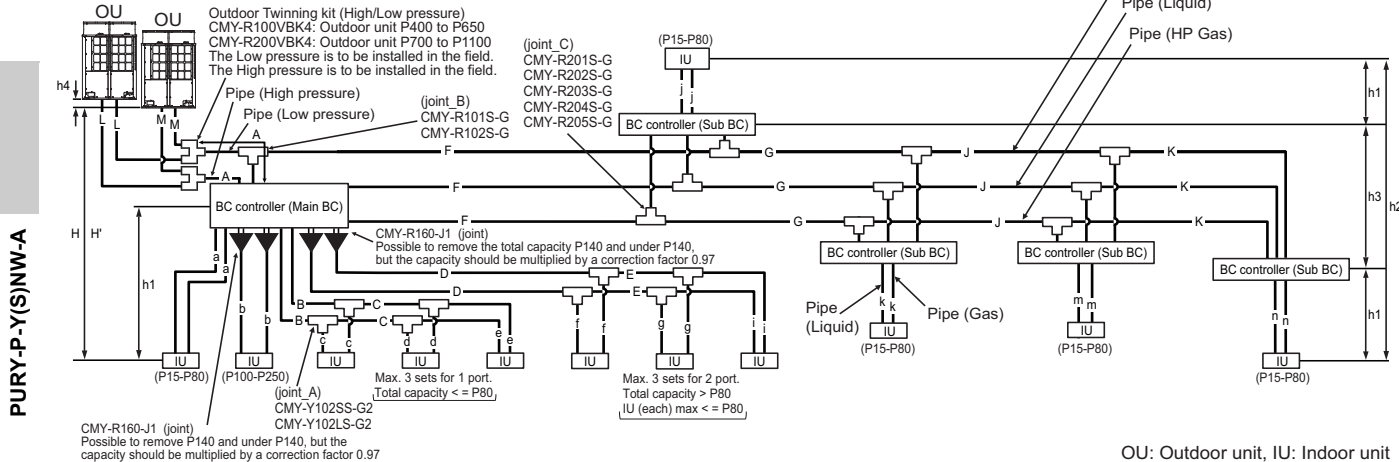 OU
OU
Outdoor Twinning kit (High/Low pressure)
CMY-R100VBK4: Outdoor unit P400 to P650
CMY-R200VBK4: Outdoor unit P700 to P1100
The Low pressure is to be installed in the field.
The High pressure is to be installed in the field.
Pipe (High pressure)
Pipe (Low pressure)
(joint_B)
CMY-R101S-G
CMY-R102S-G
(joint_C)
CMY-R201S-G
CMY-R202S-G
CMY-R203S-G
CMY-R204S-G
CMY-R205S-G
(P15-P80)
IU
j j
BC controller (Sub BC)
Pipe (Liquid)
Pipe (HP Gas)
h4
L L
M M
A
A
F
G
J
K
F
G
J
K
F
G
J
K
h1
h3
h2
h1
H H'
h1
BC controller (Main BC)
CMY-R160-J1 (joint)
Possible to remove the total capacity P140 and under P140,
but the capacity should be multiplied by a correction factor 0.97
a
a
b b
B C
B C
D E
D E
c c
d d
e e
f f
g g
i i
IU
(P15-P80)
IU
(P100-P250)
IU
IU
IU
IU
IU
IU
(joint_A)
CMY-Y102SS-G2
CMY-Y102LS-G2
Max. 3 sets for 1 port.
Total capacity < = P80
Max. 3 sets for 2 port.
Total capacity > P80
IU (each) max < = P80
CMY-R160-J1 (joint)
Possible to remove P140 and under P140, but the
capacity should be multiplied by a correction factor 0.97
BC controller (Sub BC)
Pipe
(Liquid)
k k
Pipe (Gas)
IU
(P15-P80)
BC controller (Sub BC)
m m
IU
(P15-P80)
BC controller (Sub BC)
n n
IU
(P15-P80)
OU: Outdoor unit, IU: Indoor unit
PURY-P-Y(S)NW-A